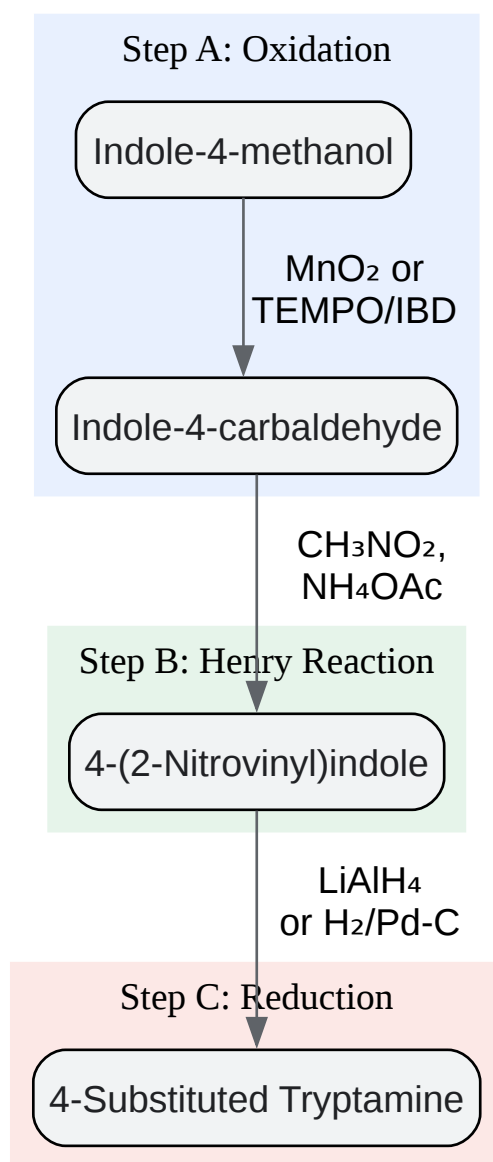 Step A: Oxidation
Indole-4-methanol
MnO₂ or
TEMPO/IBD
Indole-4-carbaldehyde
CH₃NO₂,
NH₄OAc
Step B: Henry Reaction
4-(2-Nitrovinyl)indole
LiAlH₄
or H₂/Pd-C
Step C: Reduction
4-Substituted Tryptamine